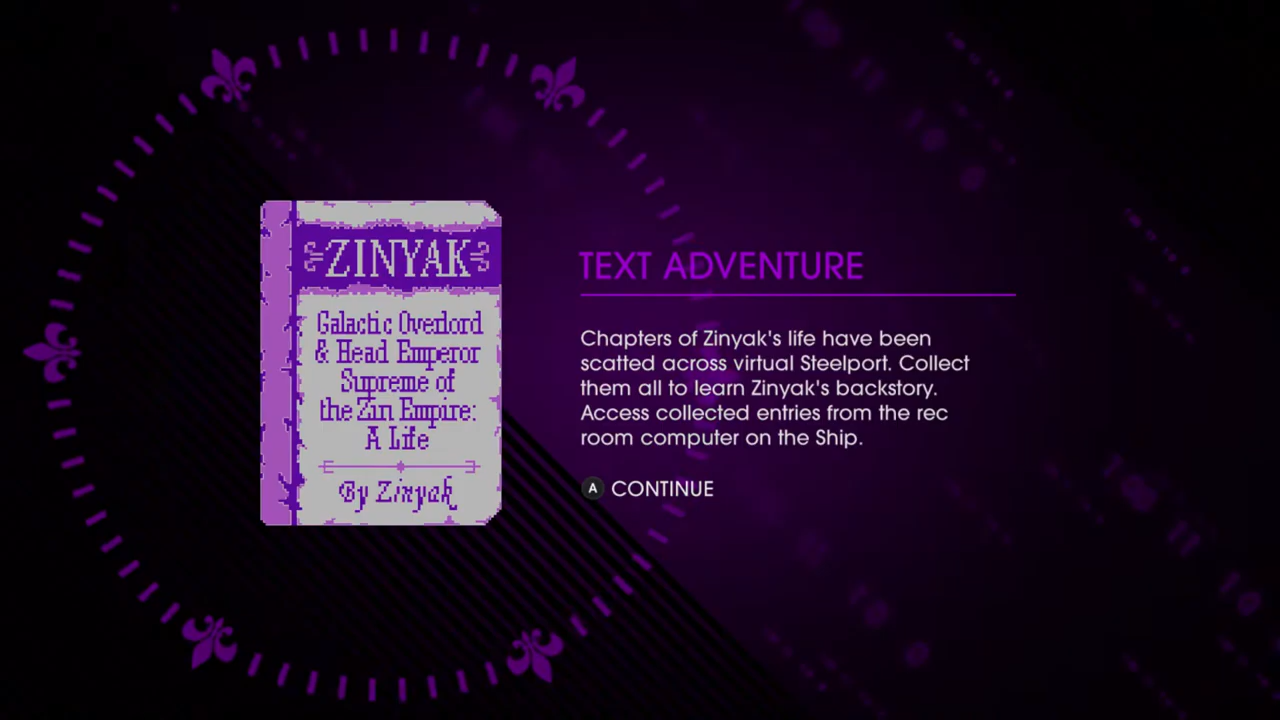 ZINYAK
Galactic Overlord
& Head Emperor
Supreme of
the Zin Empire:
A Life
By Zinyak
TEXT ADVENTURE
Chapters of Zinyak's life have been
scatted across virtual Steelport. Collect
them all to learn Zinyak's backstory.
Access collected entries from the rec
room computer on the Ship.
A CONTINUE